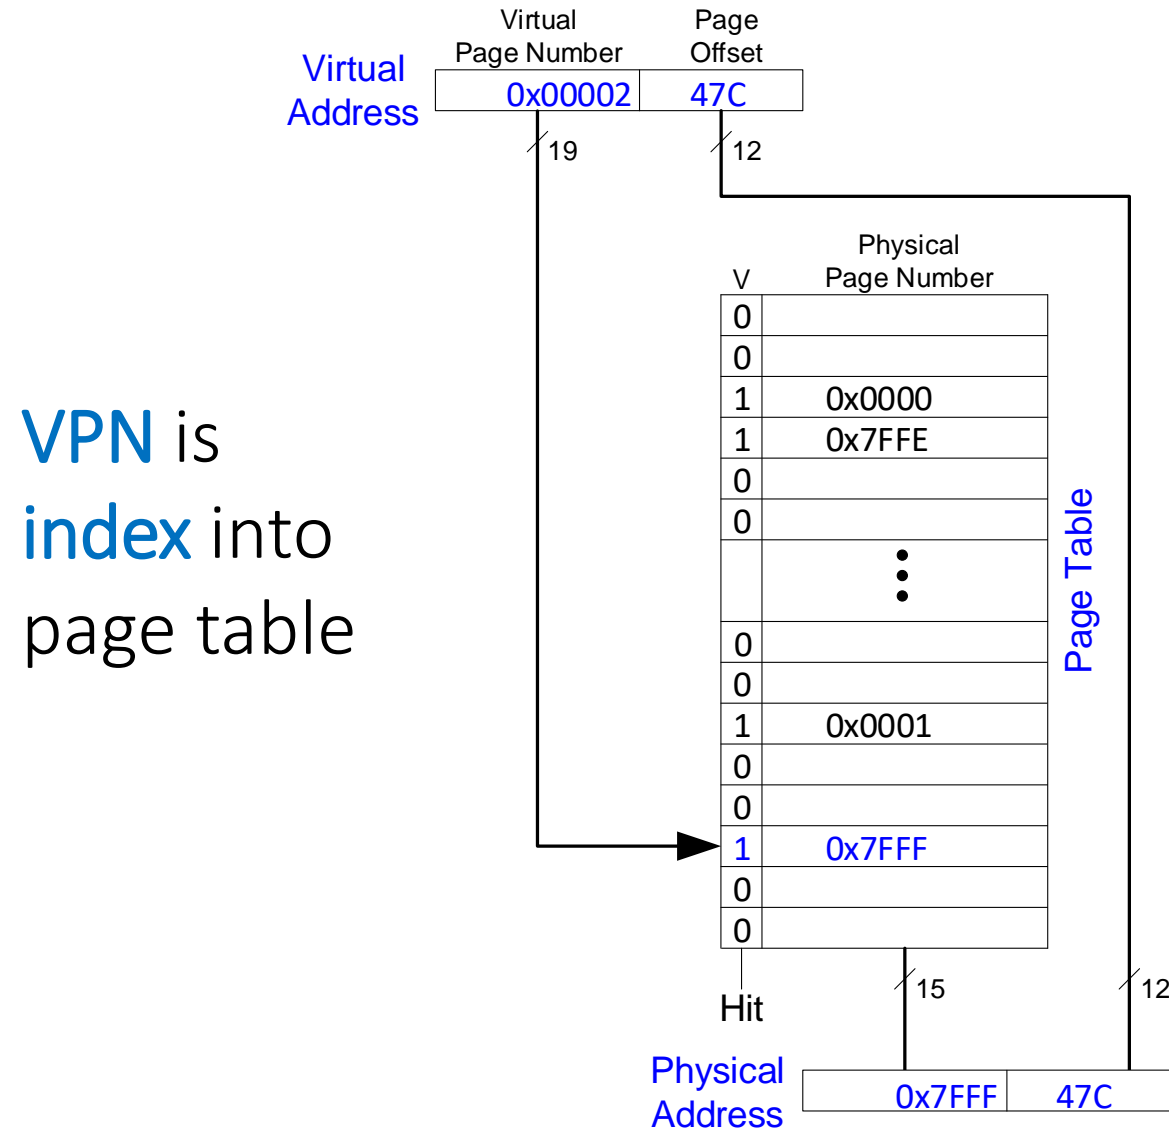 Virtual
Page Number
Page
Offset
Virtual
Address
0x00002
47C
19
12
Physical
Page Number
V
0
0
1 0x0000
1 0x7FFE
0
0
VPN is
index into
page table
Page Table
0
0
1 0x0001
0
0
1 0x7FFF
0
0
Hit
15
12
Physical
Address
0x7FFF
47C